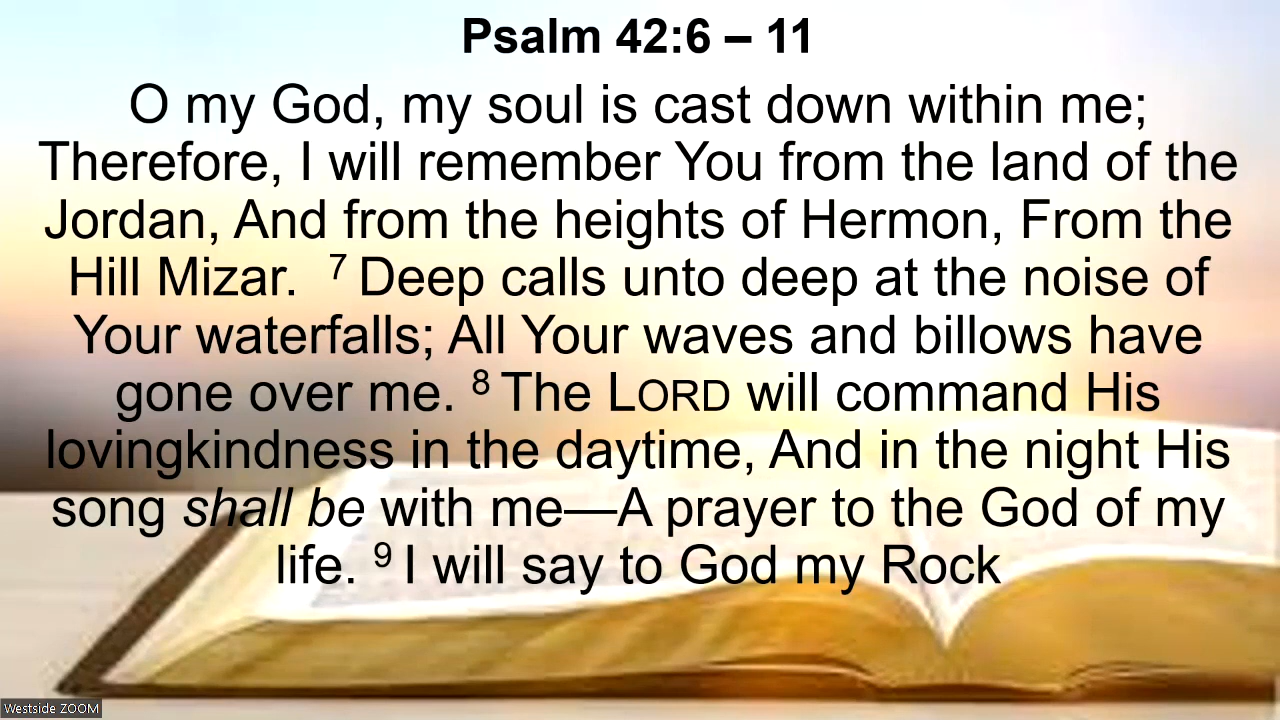 Psalm 42:6 – 11
O my God, my soul is cast down within me;
Therefore, I will remember You from the land of the
Jordan, And from the heights of Hermon, From the
Hill Mizar. 7 Deep calls unto deep at the noise of
Your waterfalls; All Your waves and billows have
gone over me. 8 The LORD will command His
lovingkindness in the daytime, And in the night His
song shall be with me—A prayer to the God of my
life. 9 I will say to God my Rock
Westside ZOOM